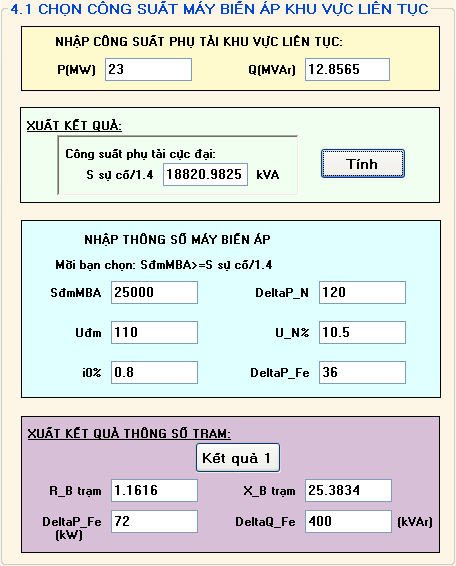 4.1 CHỌN CÔNG SUẤT MÁY BIẾN ÁP KHU VỰC LIÊN TỤC
NHẬP CÔNG SUẤT PHỤ TẢI KHU VỰC LIÊN TỤC:
P(MW) 23 Q(MVAr) 12.8565
XUẤT KẾT QUẢ:
Công suất phụ tải cực đại:
S sự cố/1.4 18820.9825 kVA
Tính
NHẬP THÔNG SỐ MÁY BIẾN ÁP
Mời bạn chọn: SđmMBA>=S sự cố/1.4
SđmMBA 25000 DeltaP_N 120
Uđm 110 U_N% 10.5
i0% 0.8 DeltaP_Fe 36
XUẤT KẾT QUẢ THÔNG SỐ TRẠM:
Kết quả 1
R_B trạm 1.1616 X_B trạm 25.3834
DeltaP_Fe 72 DeltaQ_Fe 400 (kVAr)
(kW)